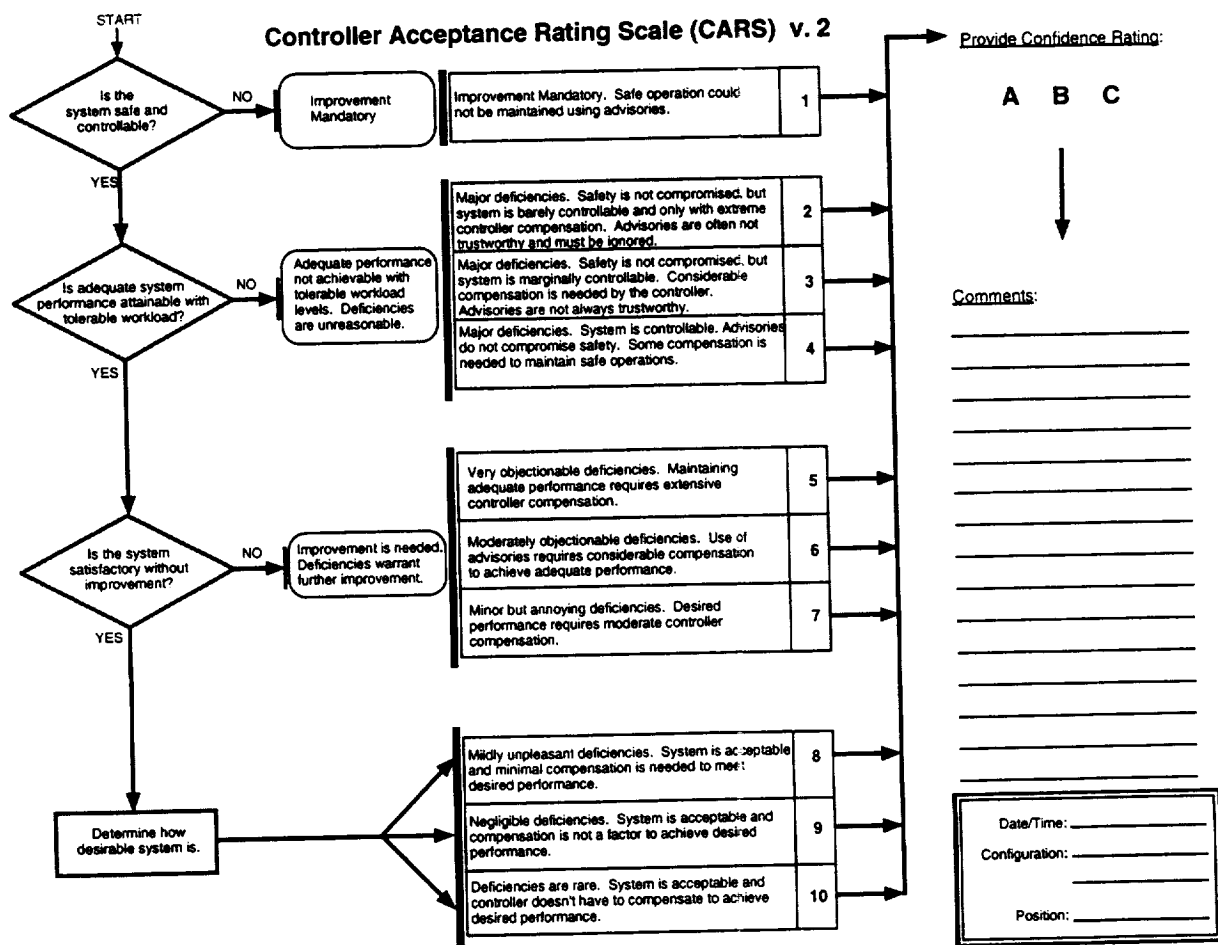 START
Controller Acceptance Rating Scale (CARS) v. 2
Provide Confidence Rating:
A B C
Is the
system safe and
controllable?
NO
Improvement
Mandatory
Improvement Mandatory. Safe operation could
not be maintained using advisories.
1
YES
Is adequate system
performance attainable with
tolerable workload?
NO
Adequate performance
not achievable with
tolerable workload
levels. Deficiencies
are unreasonable.
Major deficiencies. Safety is not compromised, but
system is barely controllable and only with extreme
controller compensation. Advisories are often not
trustworthy and must be ignored.
2
Major deficiencies. Safety is not compromised, but
system is marginally controllable. Considerable
compensation is needed by the controller.
Advisories are not always trustworthy.
3
Major deficiencies. System is controllable. Advisories
do not compromise safety. Some compensation is
needed to maintain safe operations.
4
YES
Is the system
satisfactory without
improvement?
NO
Improvement is needed.
Deficiencies warrant
further improvement.
Very objectionable deficiencies. Maintaining
adequate performance requires extensive
controller compensation.
5
Moderately objectionable deficiencies. Use of
advisories requires considerable compensation
to achieve adequate performance.
6
Minor but annoying deficiencies. Desired
performance requires moderate controller
compensation.
7
YES
Determine how
desirable system is.
Mildly unpleasant deficiencies. System is acceptable
and minimal compensation is needed to meet
desired performance.
8
Negligible deficiencies. System is acceptable and
compensation is not a factor to achieve desired
performance.
9
Deficiencies are rare. System is acceptable and
controller doesn't have to compensate to achieve
desired performance.
10
Comments:
Date/Time:
Configuration:
Position: